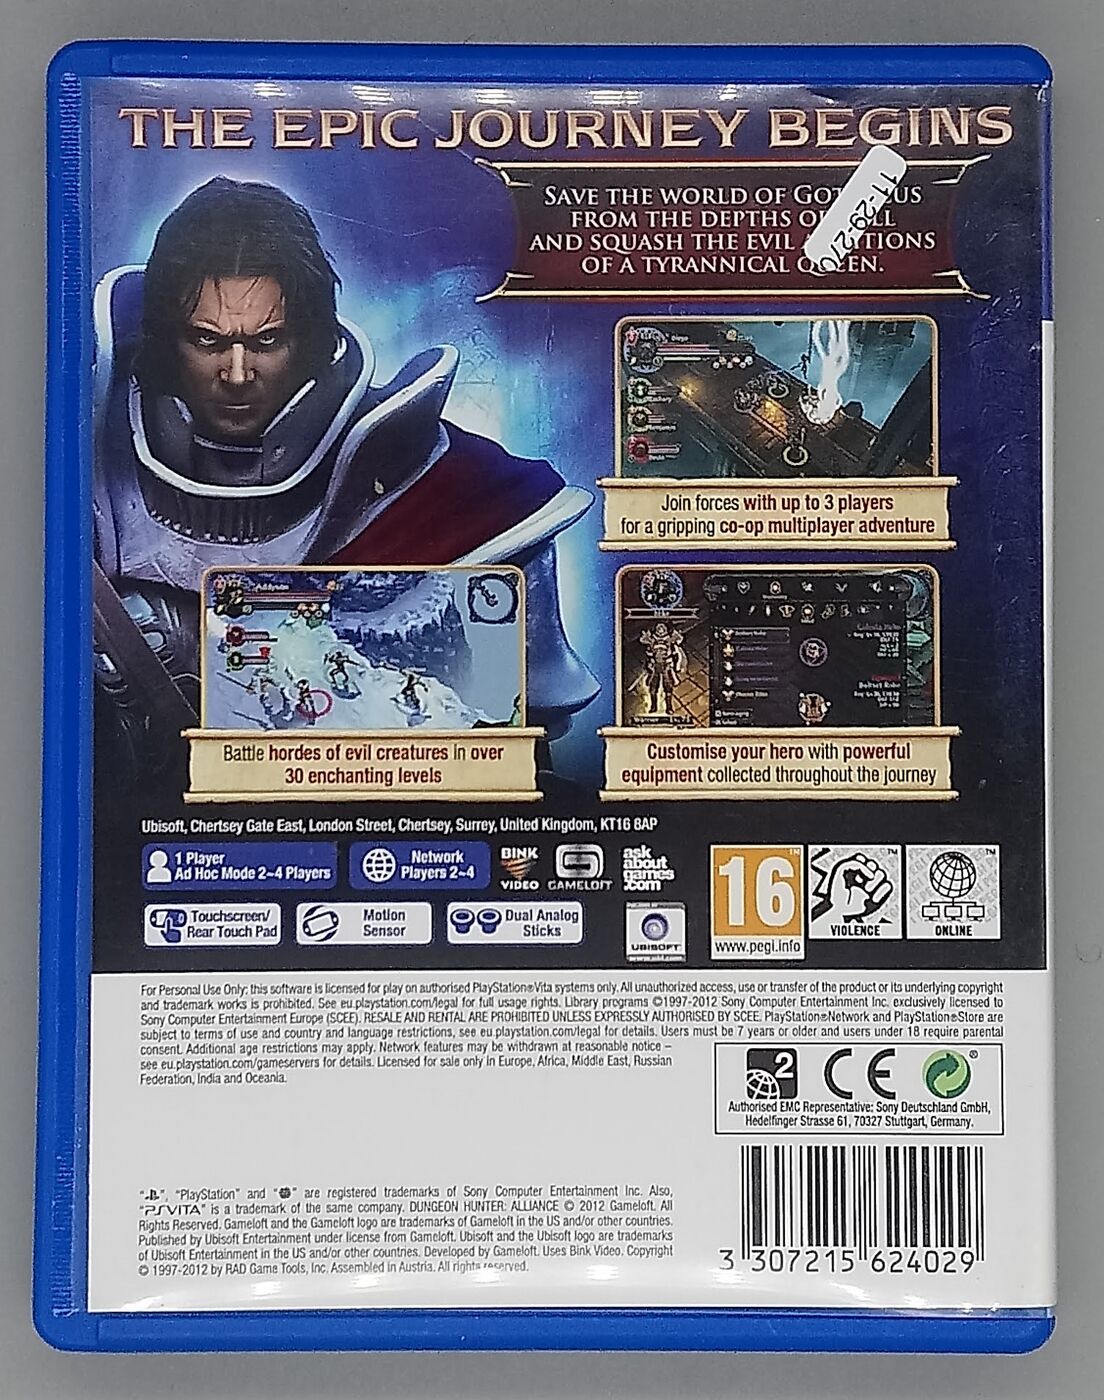 THE EPIC JOURNEY BEGINS
11-29-270
SAVE THE WORLD OF
FROM THE DEPTHS
AND SQUASH THE EVIL
OF A TYRANNICAL
Diego
Zachary
Benjamin
Join forces with up to 3 players
for a gripping co-op multiplayer adventure
Addyson
Battle hordes of evil creatures in over
30 enchanting levels
Customise your hero with powerful
equipment collected throughout the journey
Ubisoft, Chertsey Gate East, London Street, Chertsey, Surrey, United Kingdom, KT16 8AP
1 Player
Ad Hoc Mode 2~4 Players
Network
Players 2~4
BINK
VIDEO
GAMELOFT
ask
about
games
.com
Touchscreen/
Rear Touch Pad
Motion
Sensor
Dual Analog
Sticks
UBISOFT
16
www.pegi.info
VIOLENCE
ONLINE
For Personal Use Only: this software is licensed for play on authorised PlayStation®Vita systems only. All unauthorized access, use or transfer of the product or its underlying copyright
and trademark works is prohibited. See eu.playstation.com/legal for full usage rights. Library programs ©1997-2012 Sony Computer Entertainment Inc. exclusively licensed to
Sony Computer Entertainment Europe (SCEE). RESALE AND RENTAL ARE PROHIBITED UNLESS EXPRESSLY AUTHORISED BY SCEE. PlayStation®Network and PlayStation®Store are
subject to terms of use and country and language restrictions, see eu.playstation.com/legal for details. Users must be 7 years or older and users under 18 require parental
consent. Additional age restrictions may apply. Network features may be withdrawn at reasonable notice –
see eu.playstation.com/gameservers for details. Licensed for sale only in Europe, Africa, Middle East, Russian
Federation, India and Oceania.
2
CE
Authorised EMC Representative: Sony Deutschland GmbH,
Hedelfinger Strasse 61, 70327 Stuttgart, Germany.
"PlayStation" and " " are registered trademarks of Sony Computer Entertainment Inc. Also,
"PSVITA" is a trademark of the same company. DUNGEON HUNTER: ALLIANCE © 2012 Gameloft. All
Rights Reserved. Gameloft and the Gameloft logo are trademarks of Gameloft in the US and/or other countries.
Published by Ubisoft Entertainment under license from Gameloft. Ubisoft and the Ubisoft logo are trademarks
of Ubisoft Entertainment in the US and/or other countries. Developed by Gameloft. Uses Bink Video. Copyright
© 1997-2012 by RAD Game Tools, Inc. Assembled in Austria. All rights reserved.
3 307215 624029